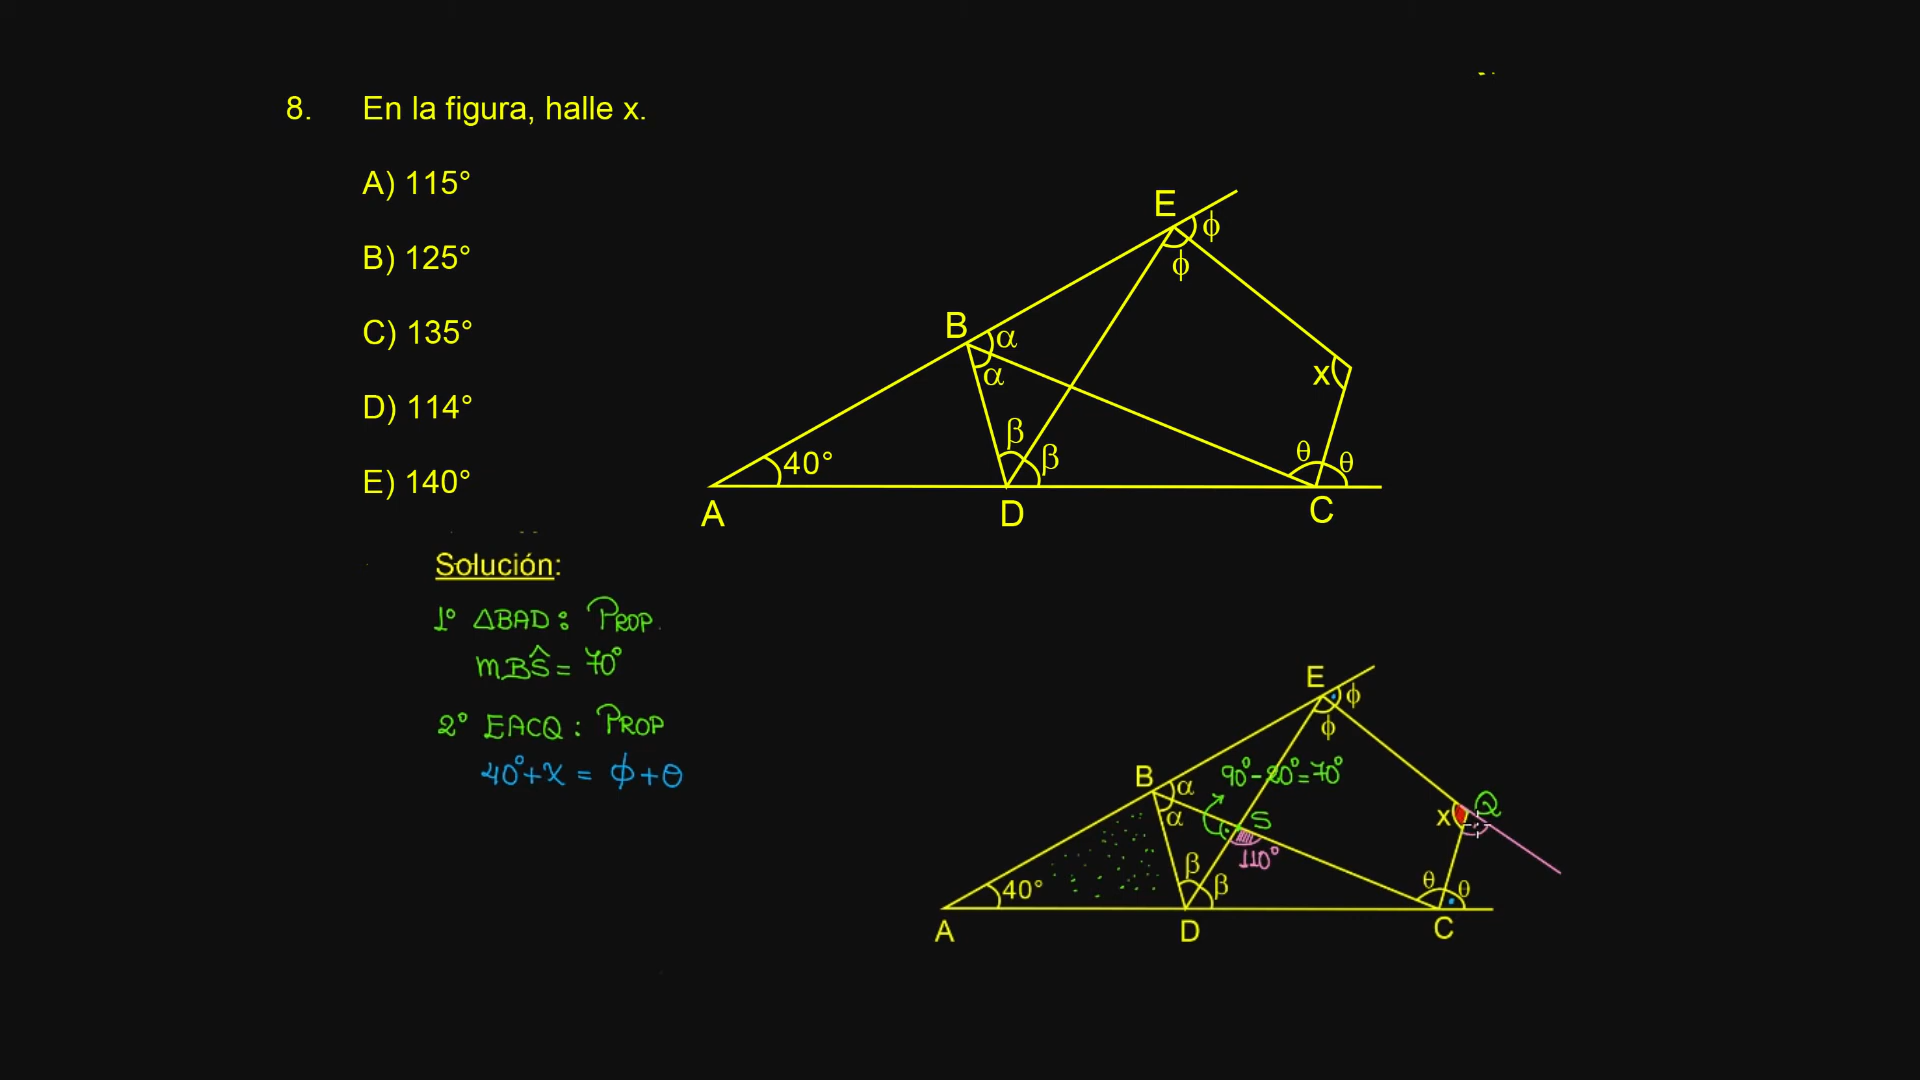 8. En la figura, halle x.
A) 115°
B) 125°
C) 135°
D) 114°
E) 140°
E
ϕ
ϕ
B
α
α
x
β
β
θ
θ
40°
A
D
C
Solución:
1° ΔBAD: PROP.
mBŜ = 70°
2° EACQ: PROP
40°+x = ϕ+θ
E
ϕ
ϕ
B
α
α
90°-20°=70°
S
110°
x
Q
β
β
θ
θ
40°
A
D
C